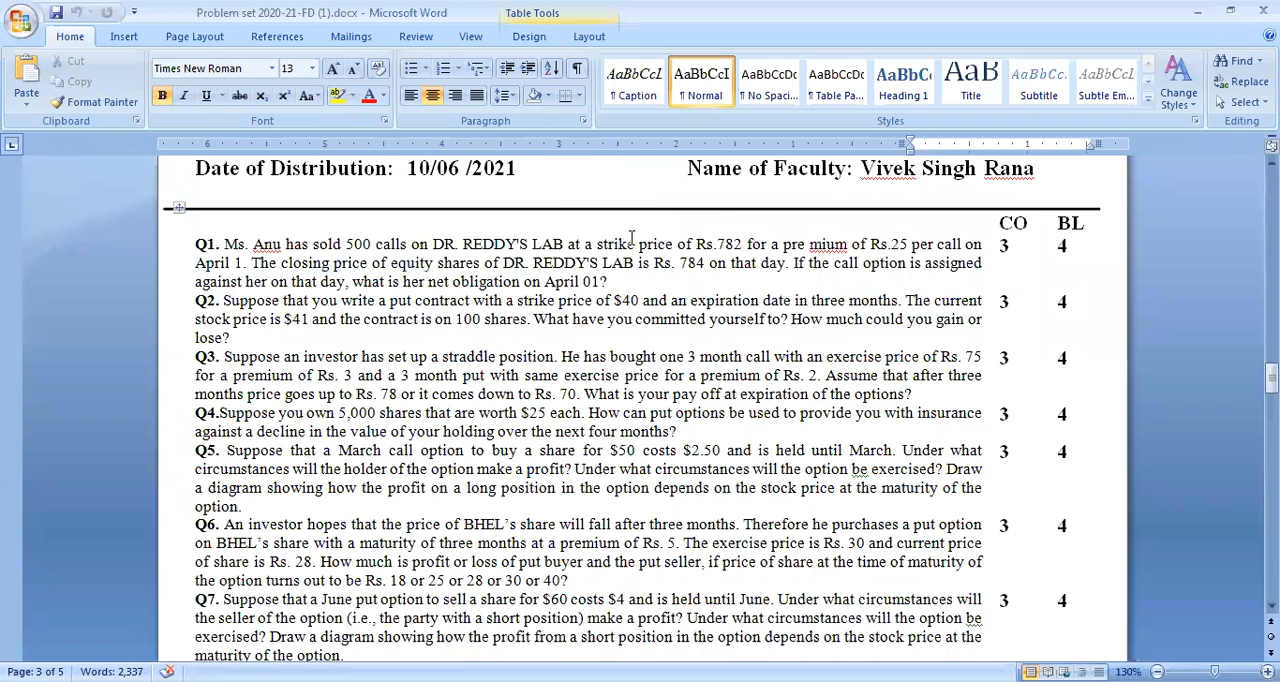 Problem set 2020-21-FD (1).docx - Microsoft Word
Table Tools
Home Insert Page Layout References Mailings Review View Design Layout
Paste
Cut
Copy
Format Painter
Clipboard
Times New Roman 13
B I U abc X₂ X² Aa A
Font
Paragraph
AaBbCcI Caption
AaBbCcI ¶ Normal
AaBbCcDc ¶ No Spaci...
AaBbCcDc ¶ Table Pa...
AaBbC Heading 1
AaB Title
AaBbCcI Subtitle
AaBbCcI Subtle Em...
Change Styles
Styles
Find
Replace
Select
Editing
L 6 5 4 3 2 1 1
Date of Distribution: 10/06 /2021 Name of Faculty: Vivek Singh Rana
CO BL
Q1. Ms. Anu has sold 500 calls on DR. REDDY'S LAB at a strike price of Rs.782 for a pre mium of Rs.25 per call on 3 4
April 1. The closing price of equity shares of DR. REDDY'S LAB is Rs. 784 on that day. If the call option is assigned
against her on that day, what is her net obligation on April 01?
Q2. Suppose that you write a put contract with a strike price of $40 and an expiration date in three months. The current 3 4
stock price is $41 and the contract is on 100 shares. What have you committed yourself to? How much could you gain or
lose?
Q3. Suppose an investor has set up a straddle position. He has bought one 3 month call with an exercise price of Rs. 75 3 4
for a premium of Rs. 3 and a 3 month put with same exercise price for a premium of Rs. 2. Assume that after three
months price goes up to Rs. 78 or it comes down to Rs. 70. What is your pay off at expiration of the options?
Q4.Suppose you own 5,000 shares that are worth $25 each. How can put options be used to provide you with insurance 3 4
against a decline in the value of your holding over the next four months?
Q5. Suppose that a March call option to buy a share for $50 costs $2.50 and is held until March. Under what 3 4
circumstances will the holder of the option make a profit? Under what circumstances will the option be exercised? Draw
a diagram showing how the profit on a long position in the option depends on the stock price at the maturity of the
option.
Q6. An investor hopes that the price of BHEL’s share will fall after three months. Therefore he purchases a put option 3 4
on BHEL’s share with a maturity of three months at a premium of Rs. 5. The exercise price is Rs. 30 and current price
of share is Rs. 28. How much is profit or loss of put buyer and the put seller, if price of share at the time of maturity of
the option turns out to be Rs. 18 or 25 or 28 or 30 or 40?
Q7. Suppose that a June put option to sell a share for $60 costs $4 and is held until June. Under what circumstances will 3 4
the seller of the option (i.e., the party with a short position) make a profit? Under what circumstances will the option be
exercised? Draw a diagram showing how the profit from a short position in the option depends on the stock price at the
maturity of the option.
Page: 3 of 5 Words: 2,337 130%